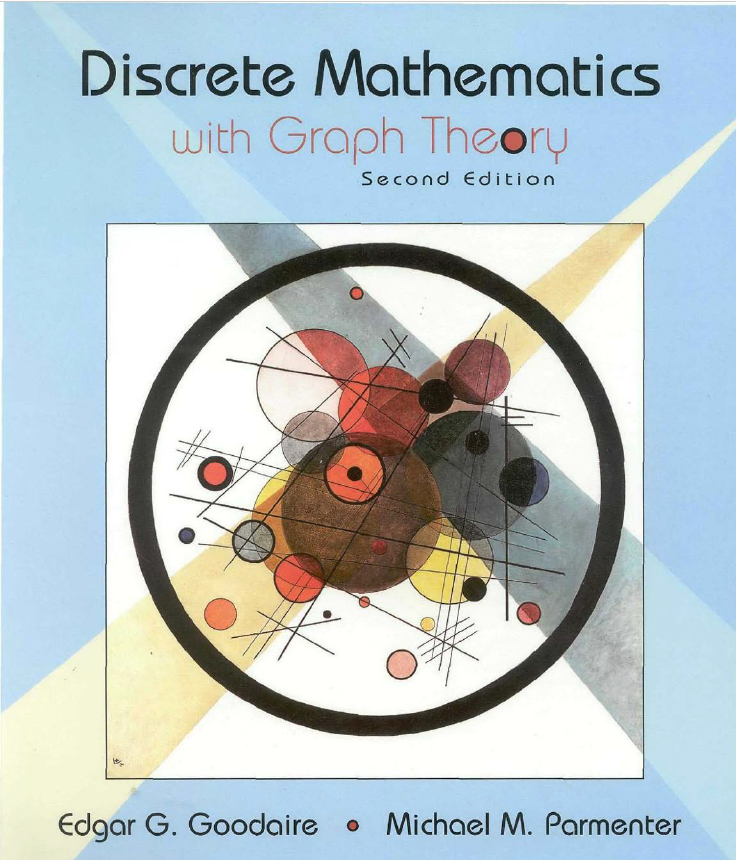 Discrete Mathematics
with Graph Theory
Second Edition
Edgar G. Goodaire • Michael M. Parmenter